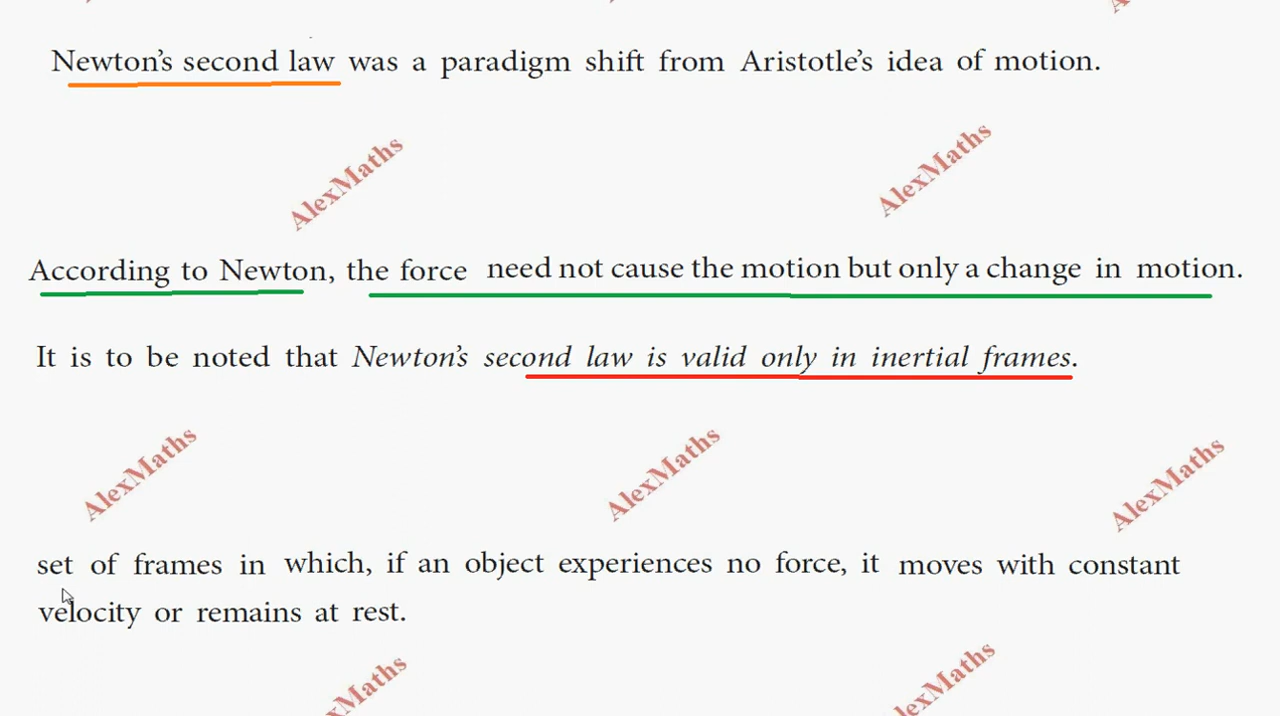 Newton’s second law was a paradigm shift from Aristotle’s idea of motion.
AlexMaths AlexMaths
According to Newton, the force need not cause the motion but only a change in motion.
It is to be noted that Newton’s second law is valid only in inertial frames.
AlexMaths AlexMaths AlexMaths
set of frames in which, if an object experiences no force, it moves with constant
velocity or remains at rest.
xMaths lexMaths